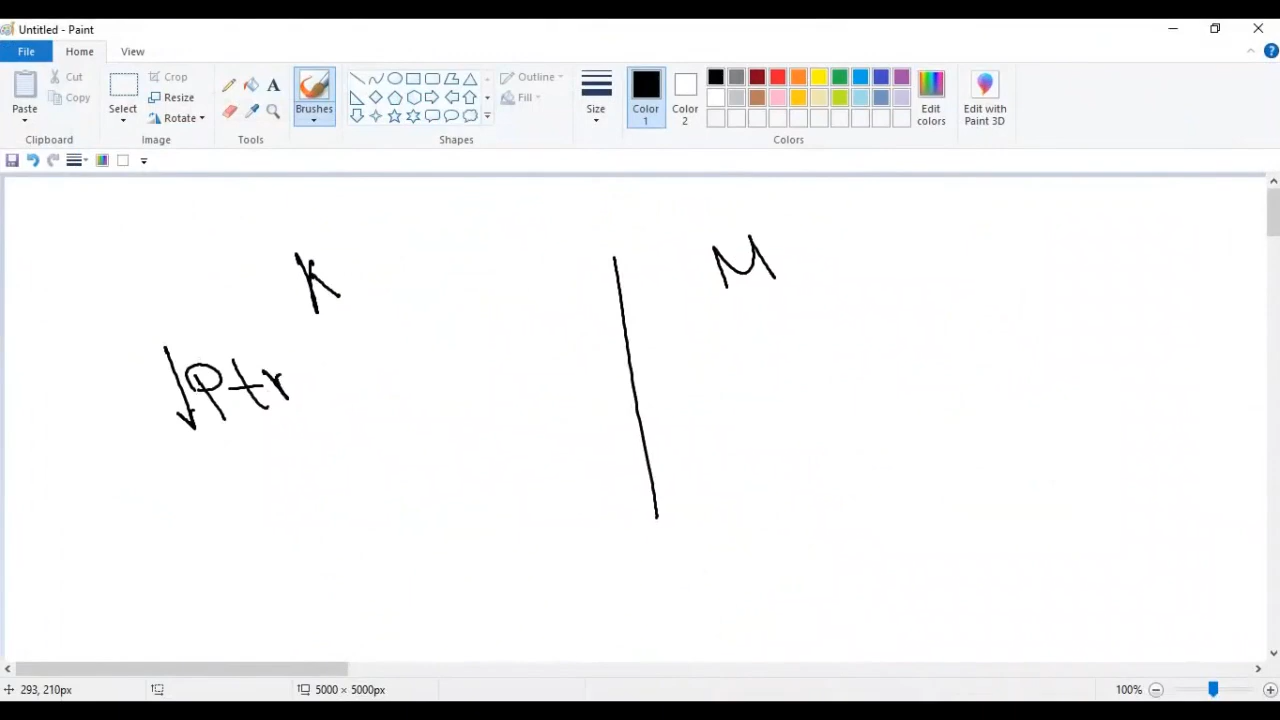 Untitled - Paint
File Home View
Paste
Cut
Copy
Clipboard
Select
Crop
Resize
Rotate
Image
Tools
Brushes
Shapes
Outline
Fill
Size
Color 1
Color 2
Colors
Edit colors
Edit with Paint 3D
K
M
Ptr
293, 210px
5000 × 5000px
100%